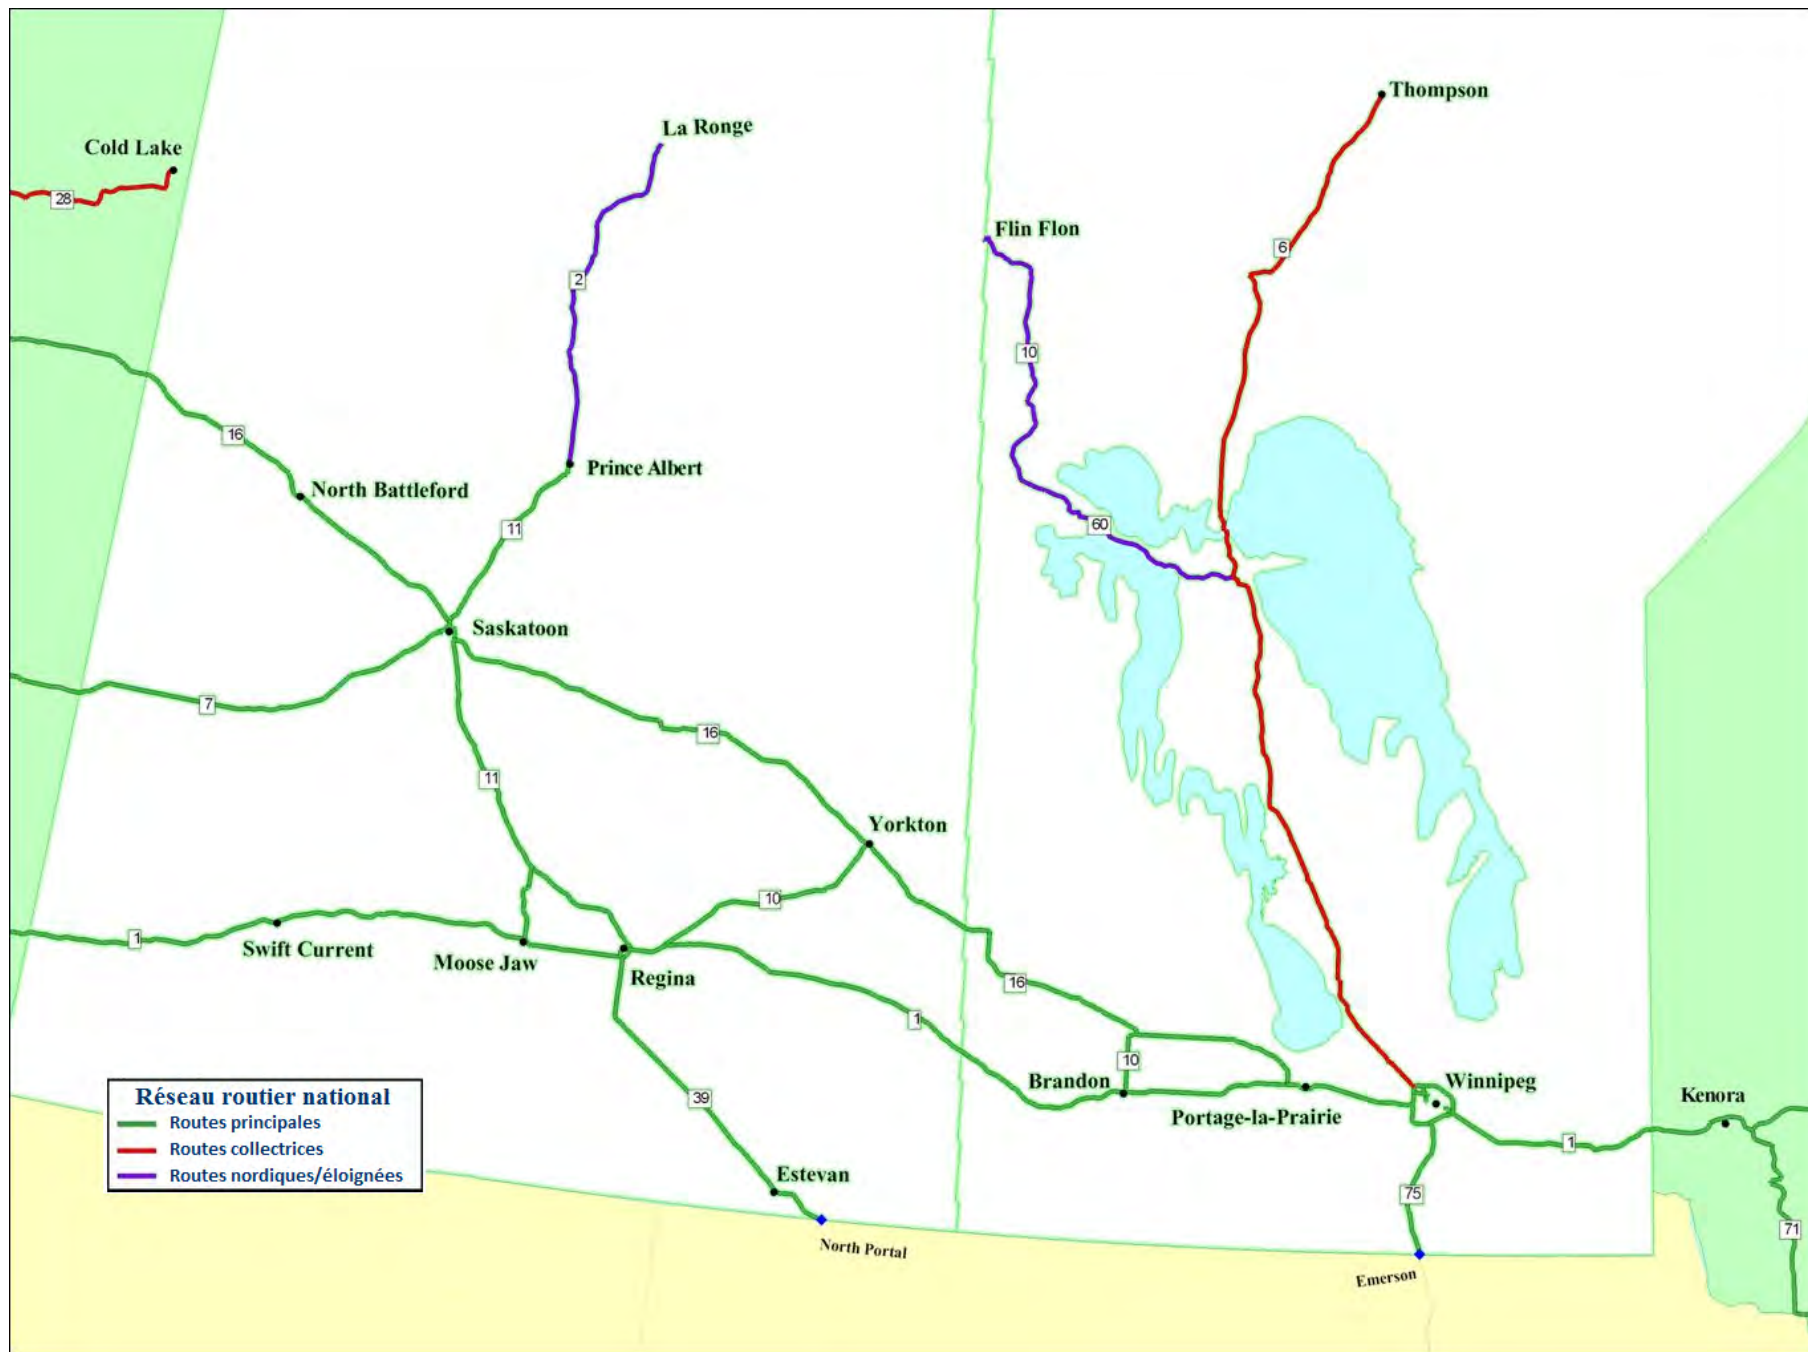 Thompson
La Ronge
Cold Lake
28
Flin Flon
6
2
10
16
Prince Albert
North Battleford
11
60
Saskatoon
7
16
11
Yorkton
10
1
Swift Current
Moose Jaw
Regina
16
1
10
Brandon
Winnipeg
Portage-la-Prairie
Kenora
39
1
Réseau routier national
Routes principales
Routes collectrices
Routes nordiques/éloignées
Estevan
75
71
North Portal
Emerson